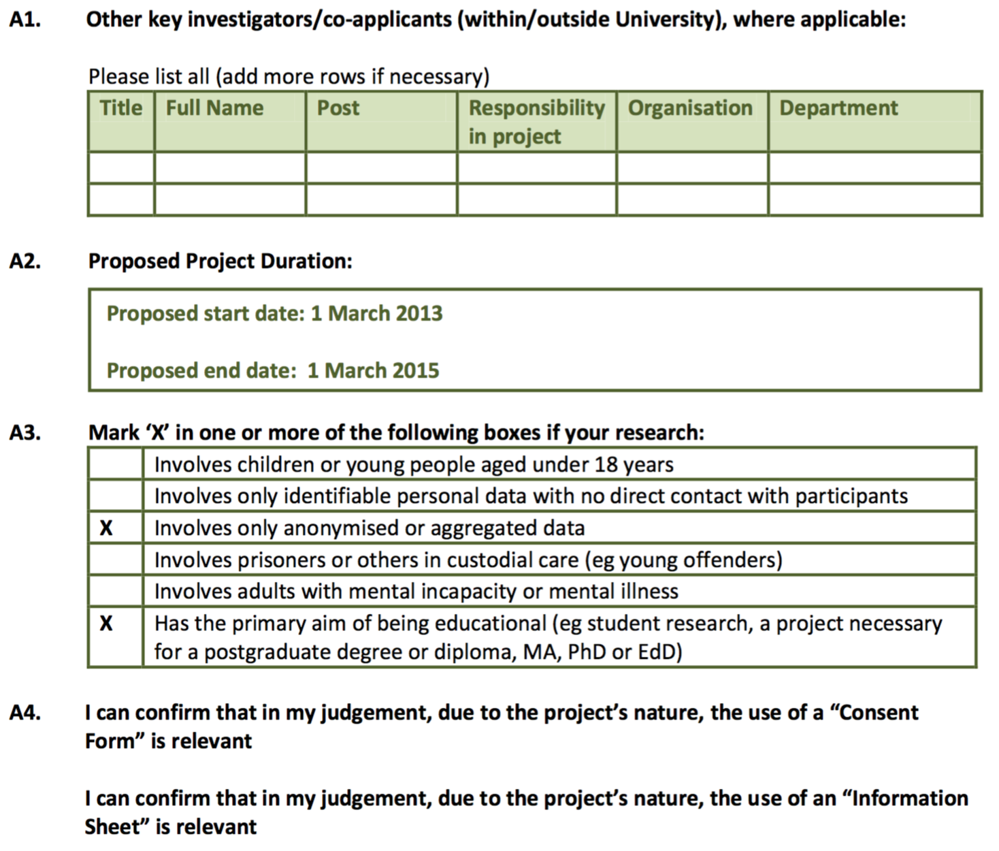 A1. Other key investigators/co-applicants (within/outside University), where applicable:
Please list all (add more rows if necessary)
Title Full Name Post Responsibility Organisation Department
in project
A2. Proposed Project Duration:
Proposed start date: 1 March 2013
Proposed end date: 1 March 2015
A3. Mark ‘X’ in one or more of the following boxes if your research:
Involves children or young people aged under 18 years
Involves only identifiable personal data with no direct contact with participants
X Involves only anonymised or aggregated data
Involves prisoners or others in custodial care (eg young offenders)
Involves adults with mental incapacity or mental illness
X Has the primary aim of being educational (eg student research, a project necessary
for a postgraduate degree or diploma, MA, PhD or EdD)
A4. I can confirm that in my judgement, due to the project’s nature, the use of a “Consent
Form” is relevant
I can confirm that in my judgement, due to the project’s nature, the use of an “Information
Sheet” is relevant